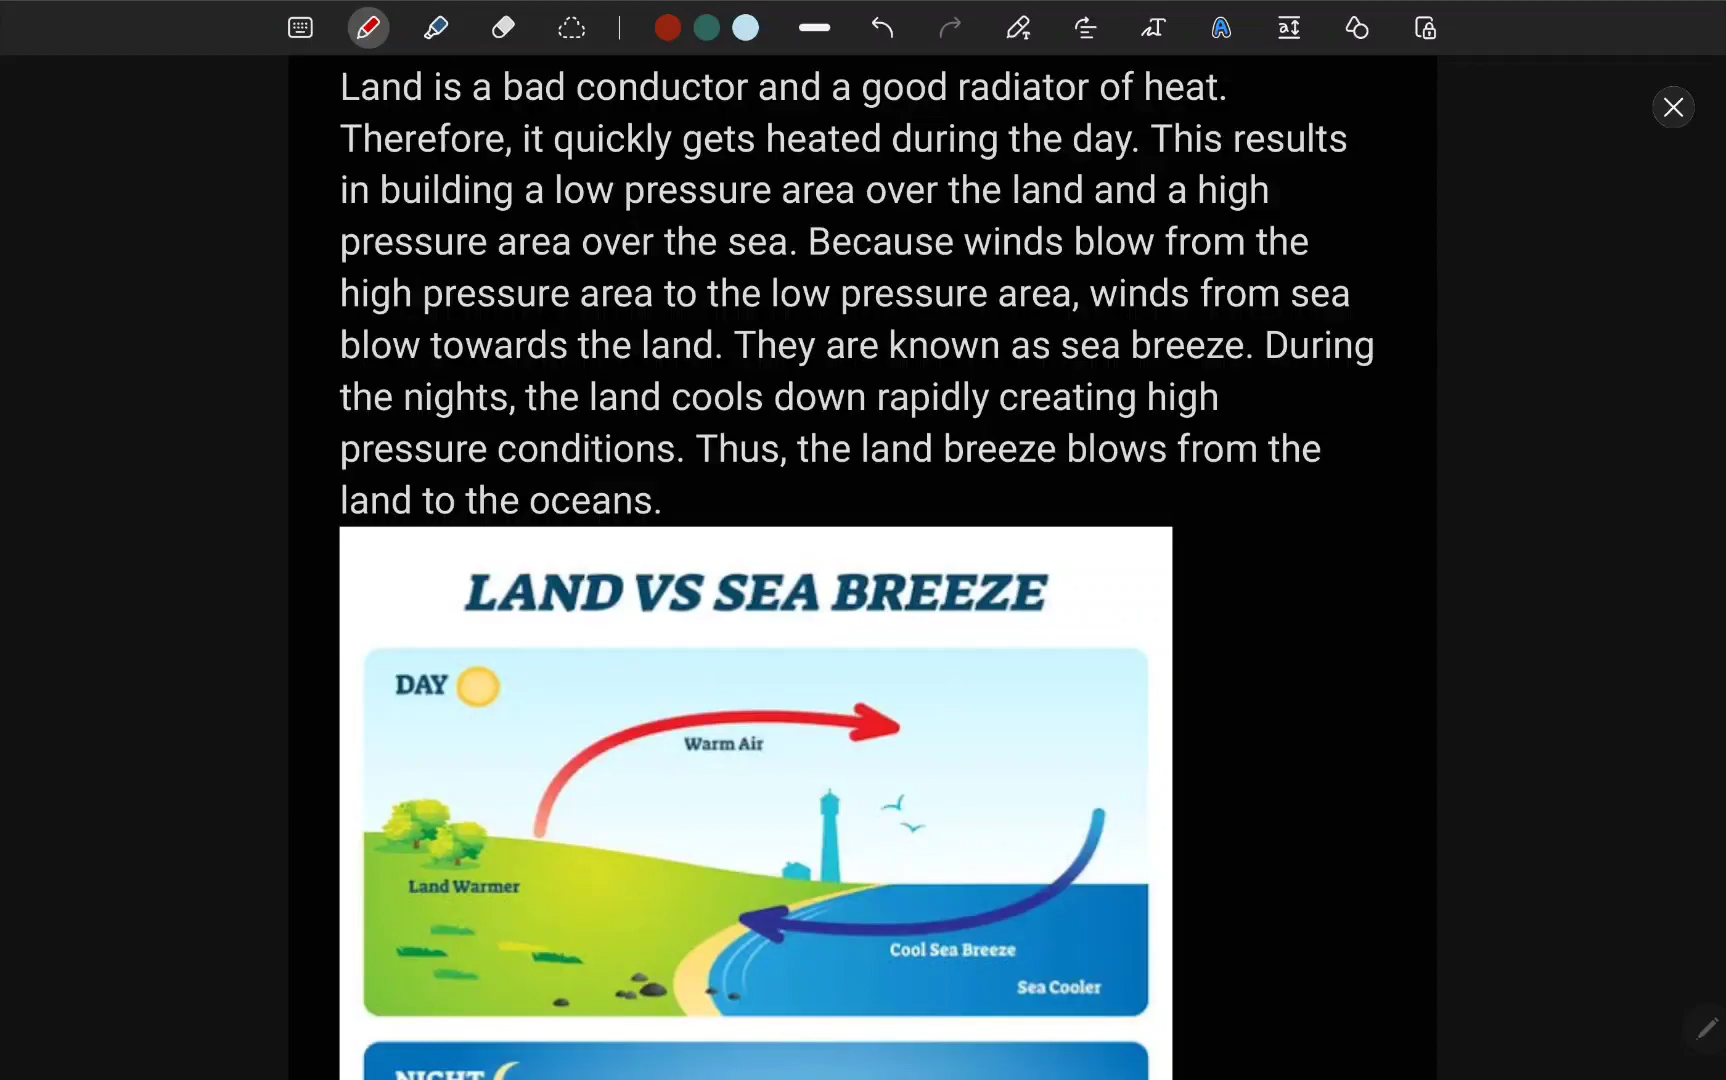 Land is a bad conductor and a good radiator of heat.
Therefore, it quickly gets heated during the day. This results
in building a low pressure area over the land and a high
pressure area over the sea. Because winds blow from the
high pressure area to the low pressure area, winds from sea
blow towards the land. They are known as sea breeze. During
the nights, the land cools down rapidly creating high
pressure conditions. Thus, the land breeze blows from the
land to the oceans.
LAND VS SEA BREEZE
DAY
Warm Air
Land Warmer
Cool Sea Breeze
Sea Cooler
NIGHT